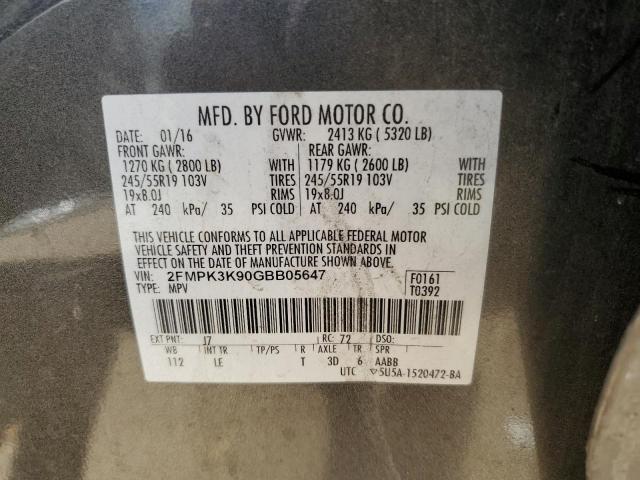 MFD. BY FORD MOTOR CO.
DATE: 01/16 GVWR: 2413 KG ( 5320 LB)
FRONT GAWR: REAR GAWR:
1270 KG ( 2800 LB) WITH 1179 KG ( 2600 LB) WITH
245/55R19 103V TIRES 245/55R19 103V TIRES
19x8.0J RIMS 19x8.0J RIMS
AT 240 kPa/ 35 PSI COLD AT 240 kPa/ 35 PSI COLD
THIS VEHICLE CONFORMS TO ALL APPLICABLE FEDERAL MOTOR
VEHICLE SAFETY AND THEFT PREVENTION STANDARDS IN
EFFECT ON THE DATE OF MANUFACTURE SHOWN ABOVE.
VIN: 2FMPK3K90GBB05647 F0161
TYPE: MPV T0392
EXT PNT: J7 RC: 72 DSO:
WB INT TR TP/PS R AXLE TR SPR
112 LE T 3D 6 AABB
UTC ▽5U5A-1520472-BA